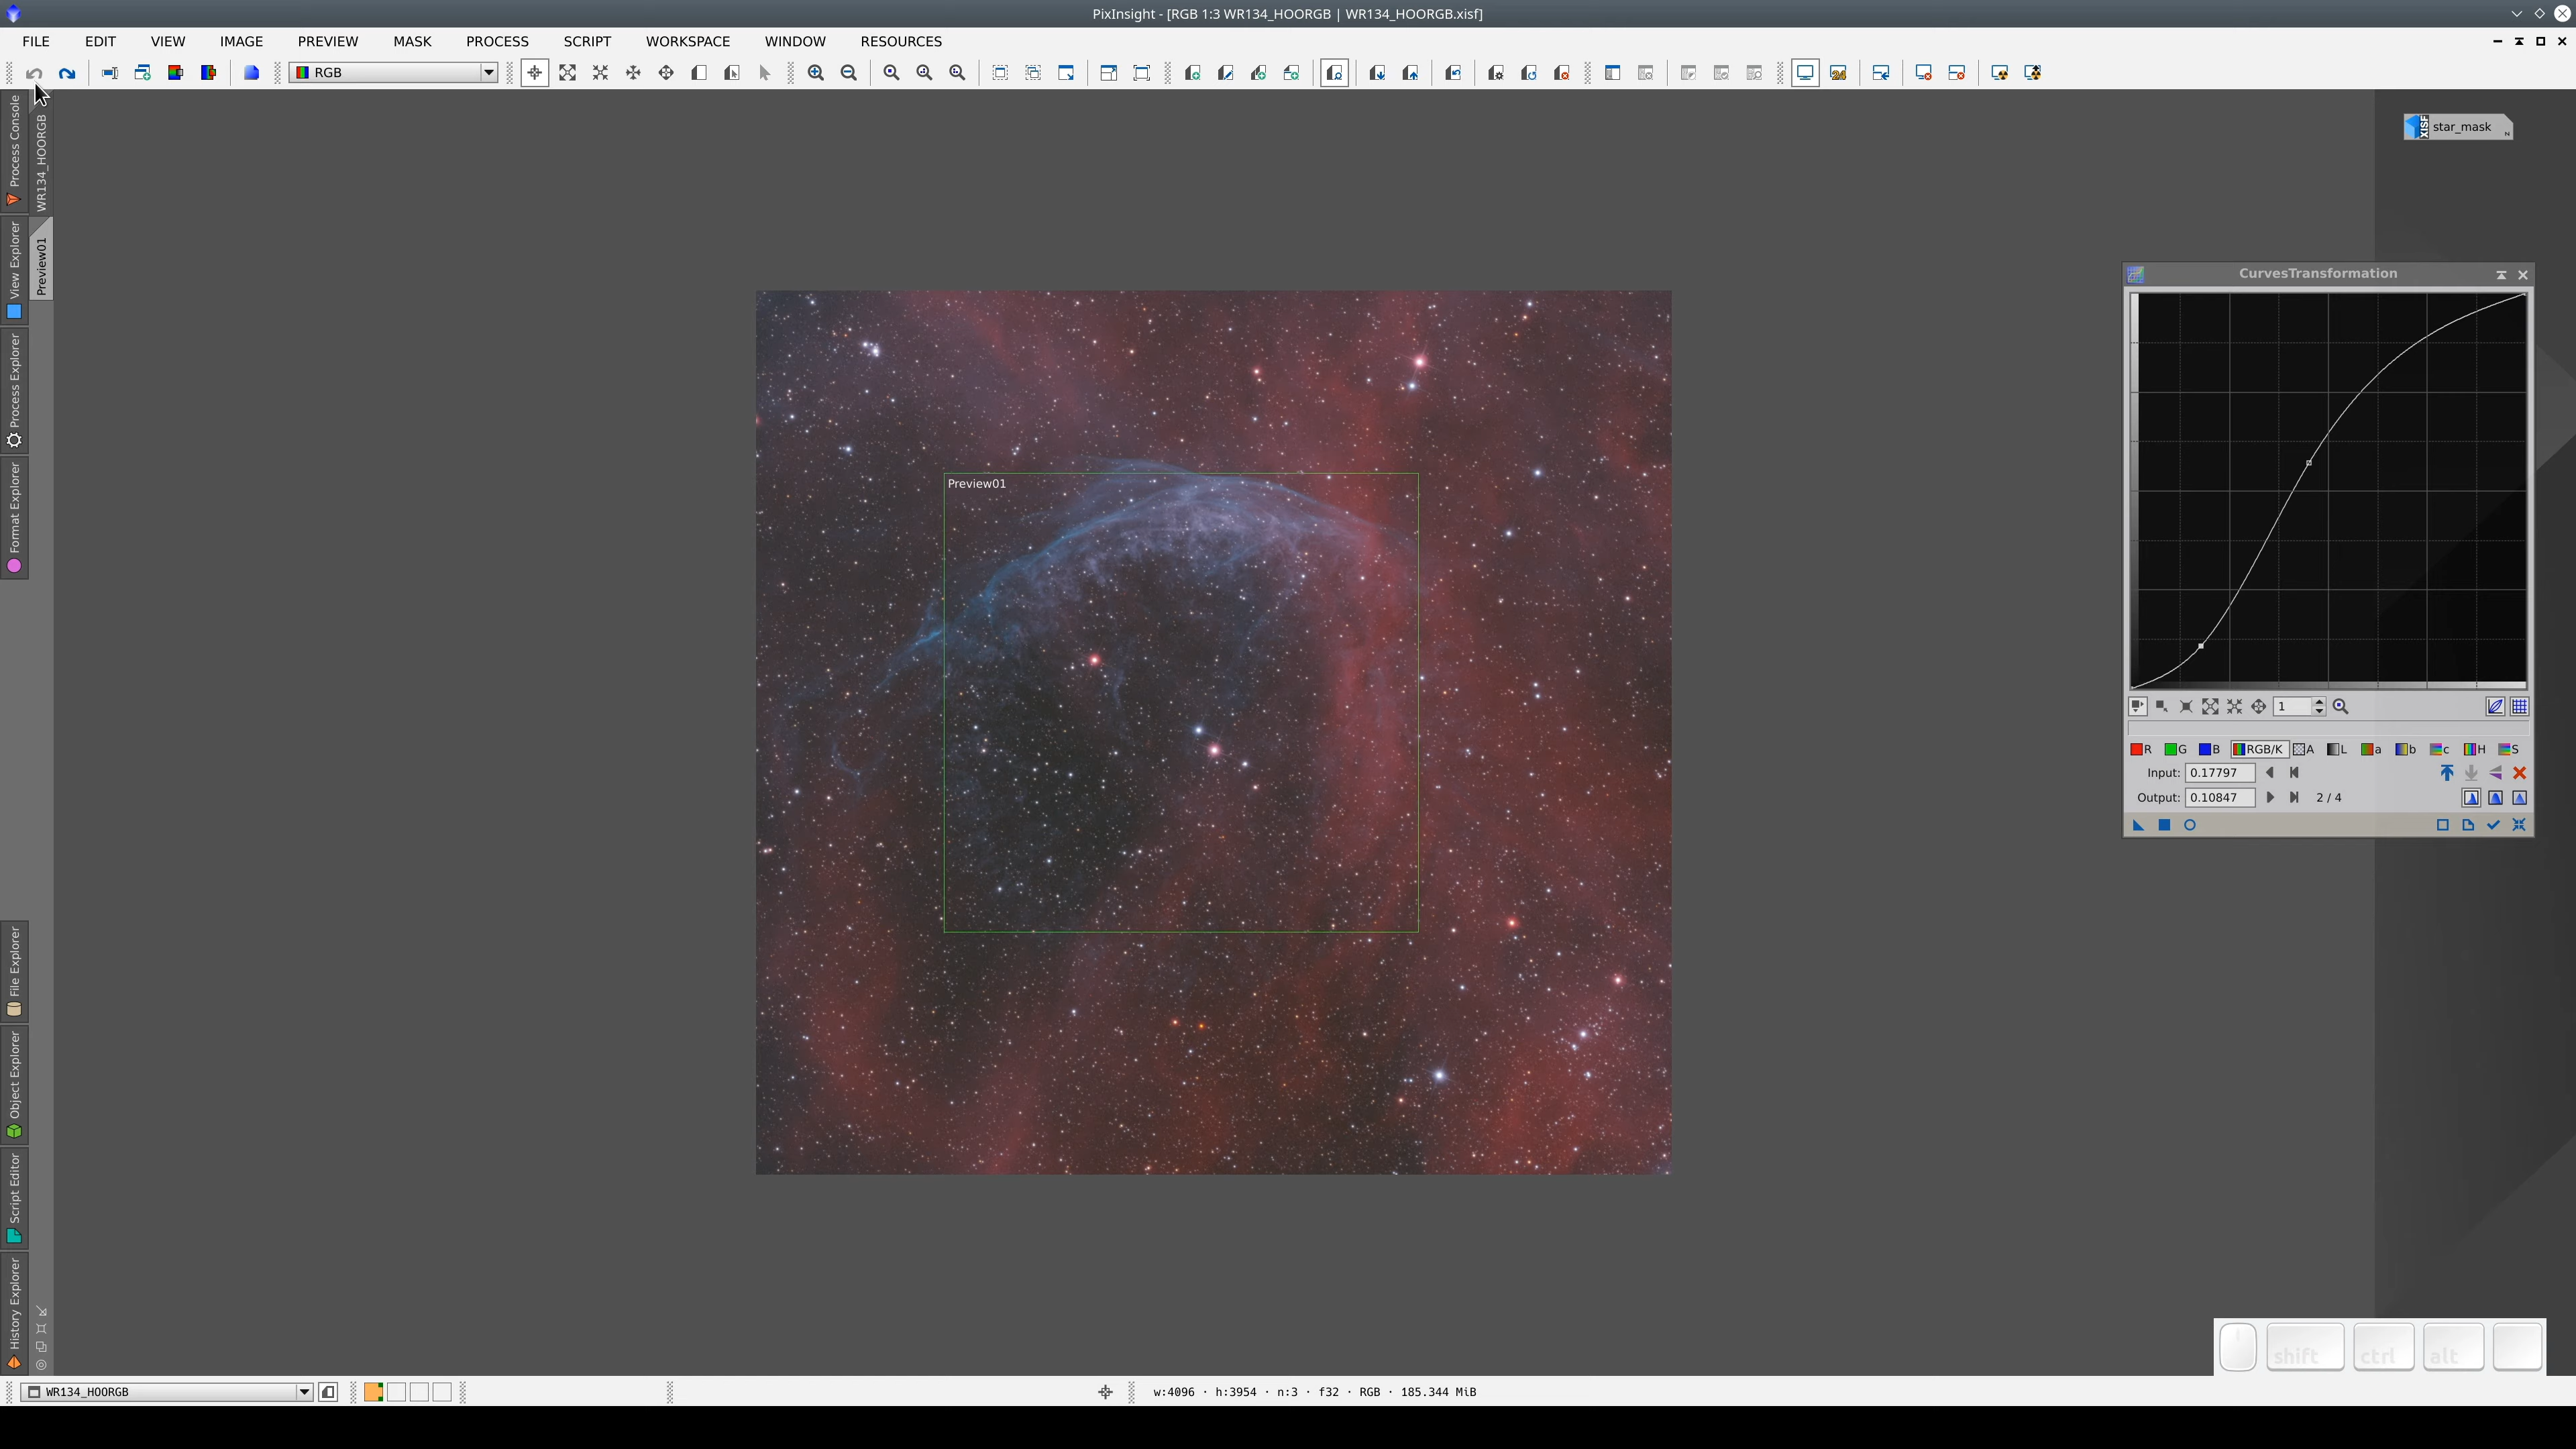 PixInsight - [RGB 1:3 WR134_HOORGB | WR134_HOORGB.xisf]
FILE EDIT VIEW IMAGE PREVIEW MASK PROCESS SCRIPT WORKSPACE WINDOW RESOURCES
RGB
24
Process Console
View Explorer
Process Explorer
Format Explorer
File Explorer
Object Explorer
Script Editor
History Explorer
WR134_HOORGB
Preview01
Preview01
XISF star_mask N
CurvesTransformation
1
R G B RGB/K A L a b c H S
Input: 0.17797
Output: 0.10847 2 / 4
shift ctrl alt
WR134_HOORGB
w:4096 · h:3954 · n:3 · f32 · RGB · 185.344 MiB